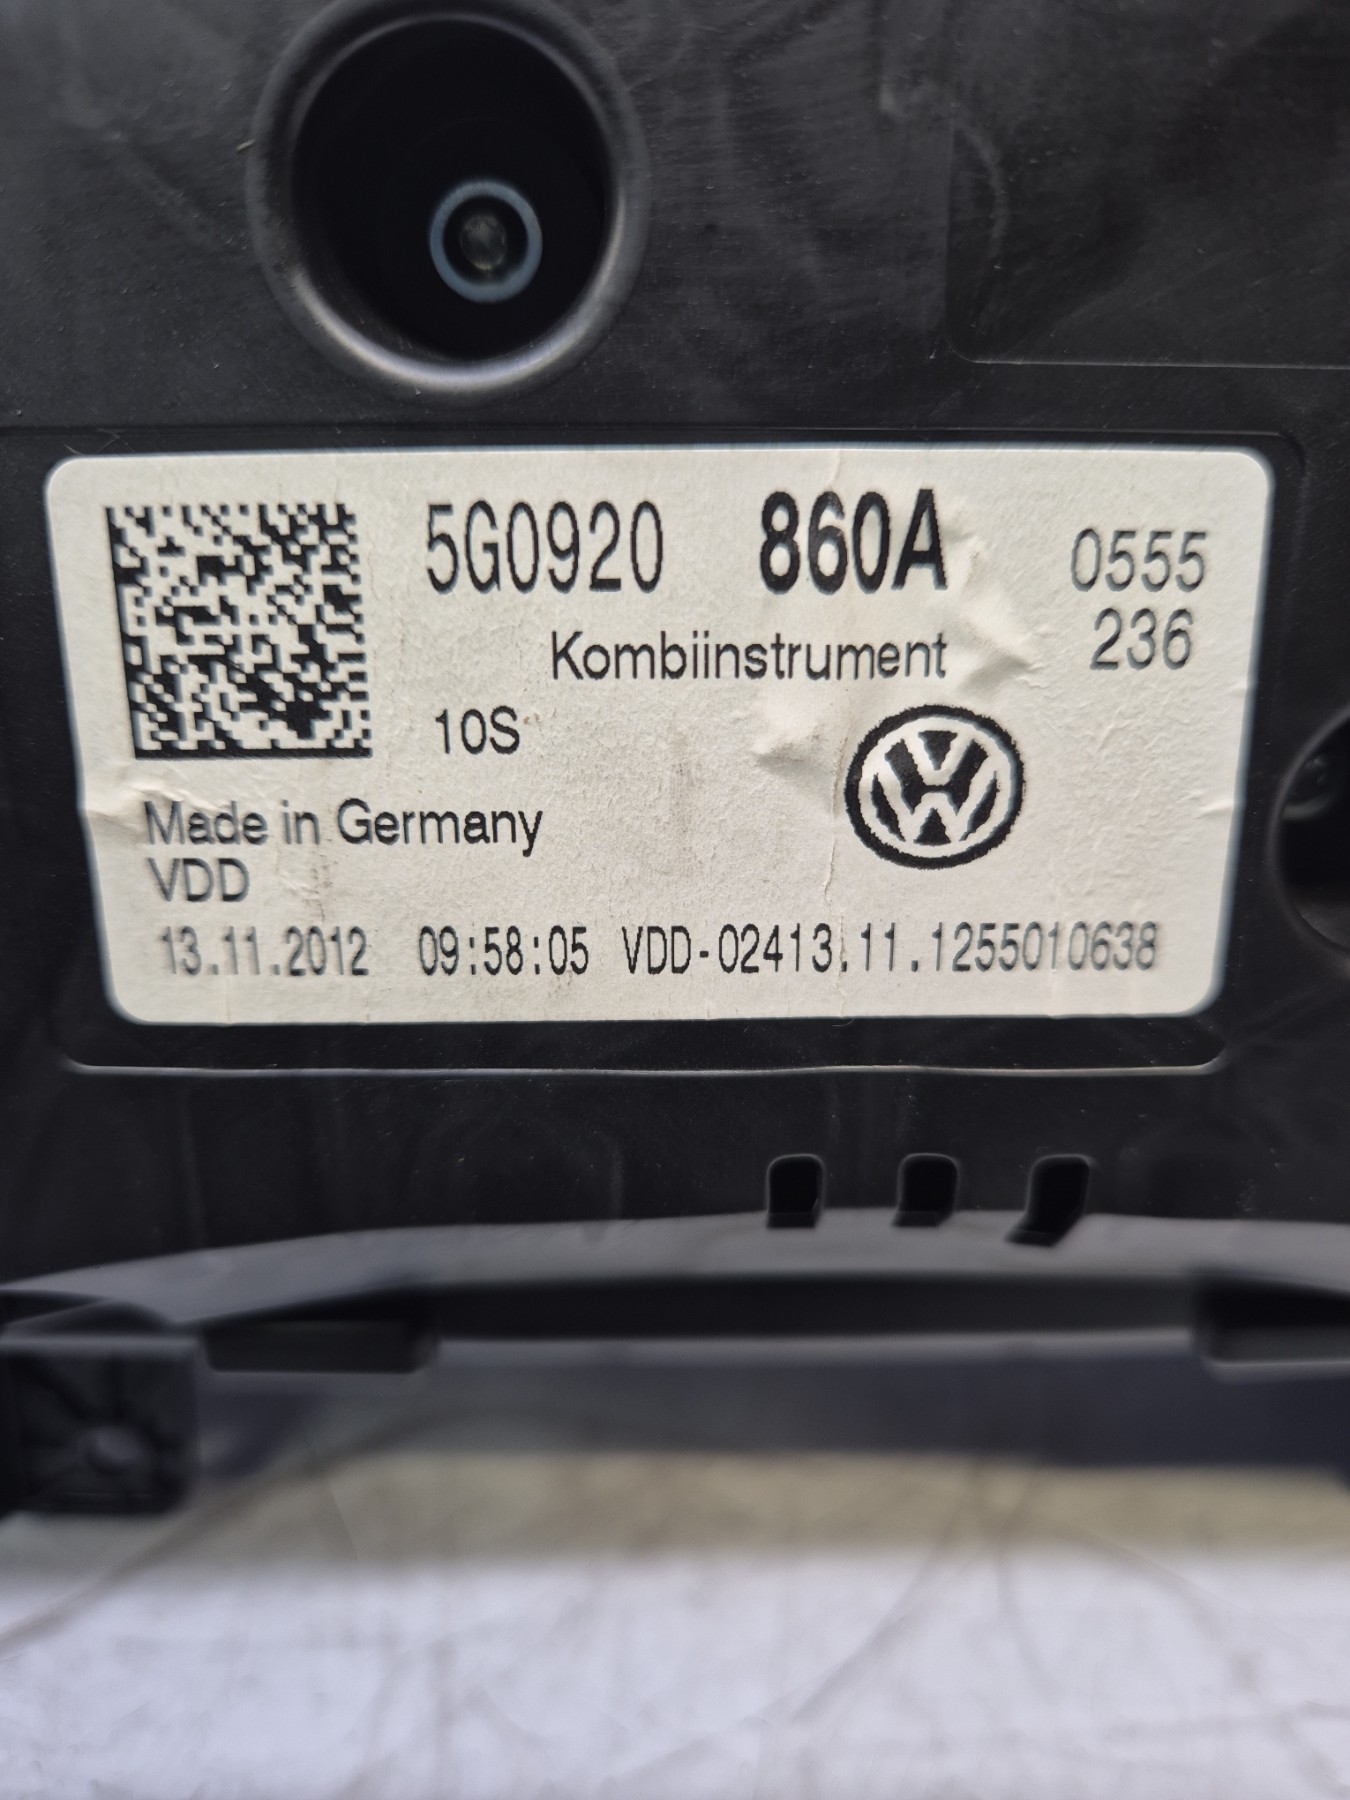 5G0920 860A 0555
Kombiinstrument 236
10S
Made in Germany
VDD
13.11.2012 09:58:05 VDD-02413.11.1255010638